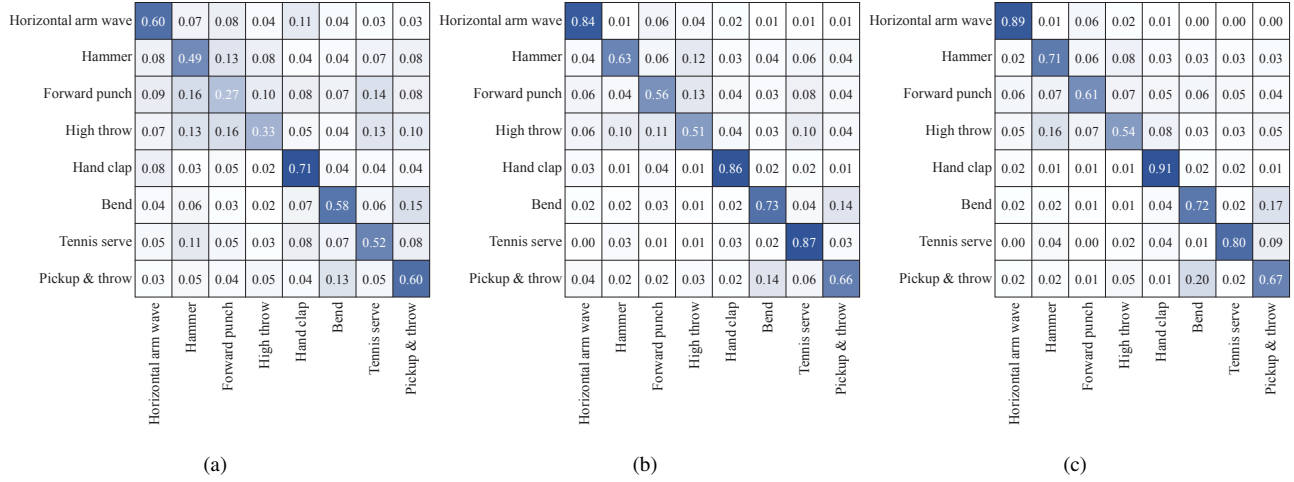 Horizontal arm wave 0.60 0.07 0.08 0.04 0.11 0.04 0.03 0.03
Hammer 0.08 0.49 0.13 0.08 0.04 0.04 0.07 0.08
Forward punch 0.09 0.16 0.27 0.10 0.08 0.07 0.14 0.08
High throw 0.07 0.13 0.16 0.33 0.05 0.04 0.13 0.10
Hand clap 0.08 0.03 0.05 0.02 0.71 0.04 0.04 0.04
Bend 0.04 0.06 0.03 0.02 0.07 0.58 0.06 0.15
Tennis serve 0.05 0.11 0.05 0.03 0.08 0.07 0.52 0.08
Pickup & throw 0.03 0.05 0.04 0.05 0.04 0.13 0.05 0.60
Horizontal arm wave
Hammer
Forward punch
High throw
Hand clap
Bend
Tennis serve
Pickup & throw
(a)
Horizontal arm wave 0.84 0.01 0.06 0.04 0.02 0.01 0.01 0.01
Hammer 0.04 0.63 0.06 0.12 0.03 0.04 0.06 0.04
Forward punch 0.06 0.04 0.56 0.13 0.04 0.03 0.08 0.04
High throw 0.06 0.10 0.11 0.51 0.04 0.03 0.10 0.04
Hand clap 0.03 0.01 0.04 0.01 0.86 0.02 0.02 0.01
Bend 0.02 0.02 0.03 0.01 0.02 0.73 0.04 0.14
Tennis serve 0.00 0.03 0.01 0.01 0.03 0.02 0.87 0.03
Pickup & throw 0.04 0.02 0.02 0.03 0.02 0.14 0.06 0.66
Horizontal arm wave
Hammer
Forward punch
High throw
Hand clap
Bend
Tennis serve
Pickup & throw
(b)
Horizontal arm wave 0.89 0.01 0.06 0.02 0.01 0.00 0.00 0.00
Hammer 0.02 0.71 0.06 0.08 0.03 0.03 0.03 0.03
Forward punch 0.06 0.07 0.61 0.07 0.05 0.06 0.05 0.04
High throw 0.05 0.16 0.07 0.54 0.08 0.03 0.03 0.05
Hand clap 0.02 0.01 0.01 0.01 0.91 0.02 0.02 0.01
Bend 0.02 0.02 0.01 0.01 0.04 0.72 0.02 0.17
Tennis serve 0.00 0.04 0.00 0.02 0.04 0.01 0.80 0.09
Pickup & throw 0.02 0.02 0.01 0.05 0.01 0.20 0.02 0.67
Horizontal arm wave
Hammer
Forward punch
High throw
Hand clap
Bend
Tennis serve
Pickup & throw
(c)